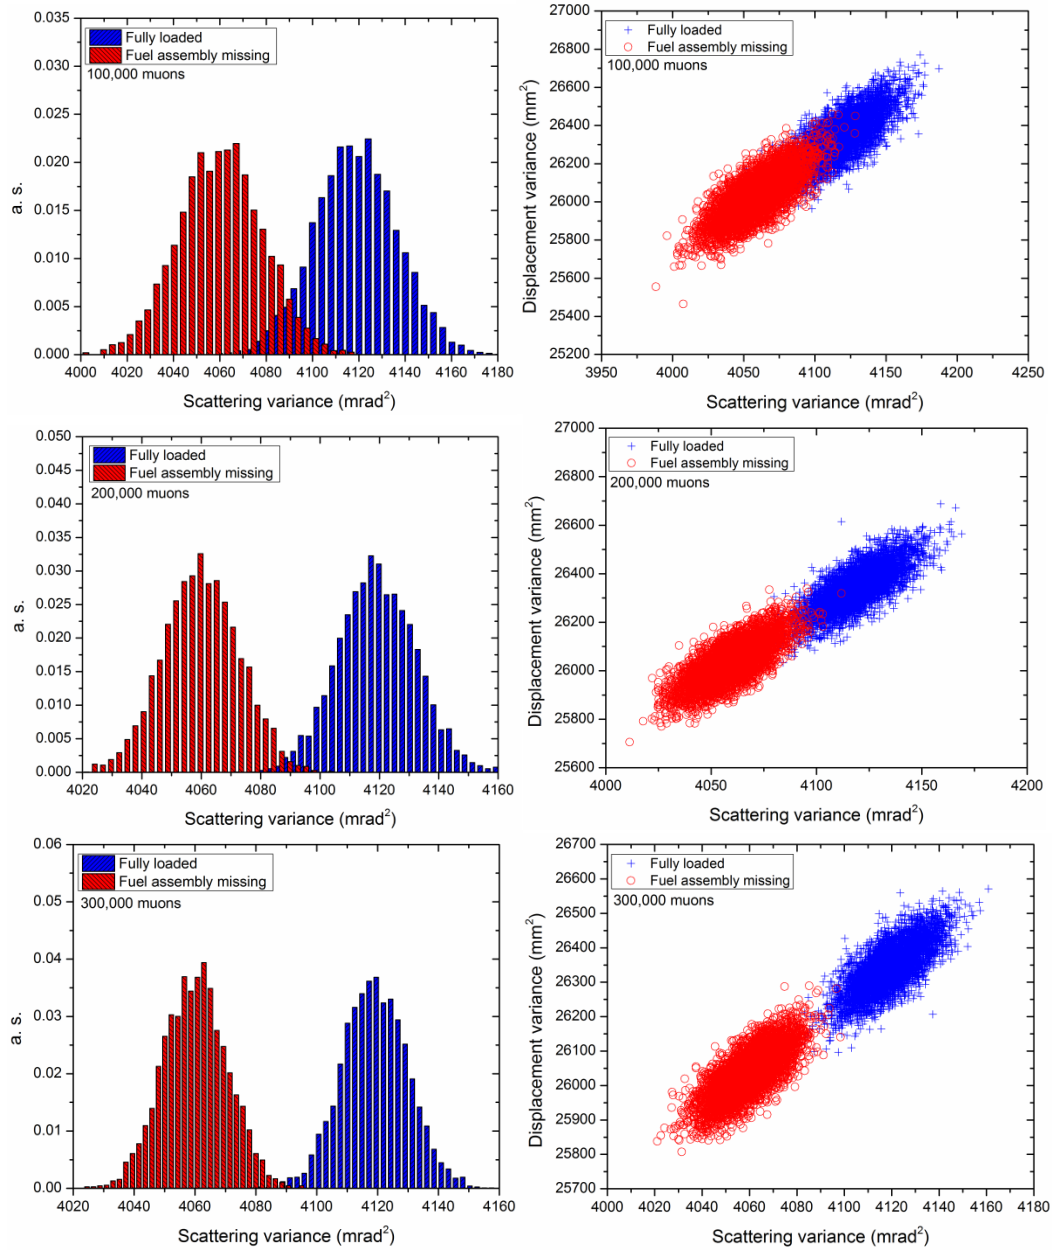 a. s.
0.035
0.030
0.025
0.020
0.015
0.010
0.005
0.000
Fully loaded
Fuel assembly missing
100,000 muons
4000 4020 4040 4060 4080 4100 4120 4140 4160 4180
Scattering variance (mrad²)
Displacement variance (mm²)
27000
26800
26600
26400
26200
26000
25800
25600
25400
25200
Fully loaded
Fuel assembly missing
100,000 muons
3950 4000 4050 4100 4150 4200 4250
Scattering variance (mrad²)
a. s.
0.050
0.045
0.040
0.035
0.030
0.025
0.020
0.015
0.010
0.005
0.000
Fully loaded
Fuel assembly missing
200,000 muons
4020 4040 4060 4080 4100 4120 4140 4160
Scattering variance (mrad²)
Displacement variance (mm²)
27000
26800
26600
26400
26200
26000
25800
25600
Fully loaded
Fuel assembly missing
200,000 muons
4000 4050 4100 4150 4200
Scattering variance (mrad²)
a. s.
0.06
0.05
0.04
0.03
0.02
0.01
0.00
Fully loaded
Fuel assembly missing
300,000 muons
4020 4040 4060 4080 4100 4120 4140 4160
Scattering variance (mrad²)
Displacement variance (mm²)
26700
26600
26500
26400
26300
26200
26100
26000
25900
25800
25700
Fully loaded
Fuel assembly missing
300,000 muons
4000 4020 4040 4060 4080 4100 4120 4140 4160 4180
Scattering variance (mrad²)